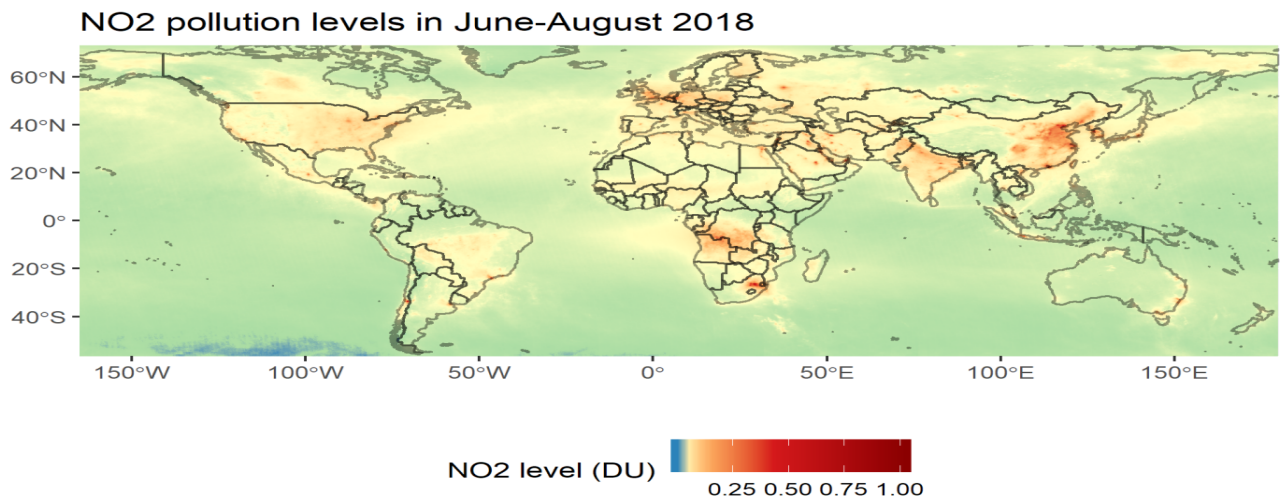 NO2 pollution levels in June-August 2018
60°N
40°N
20°N
0°
20°S
40°S
150°W 100°W 50°W 0° 50°E 100°E 150°E
NO2 level (DU)
0.25 0.50 0.75 1.00